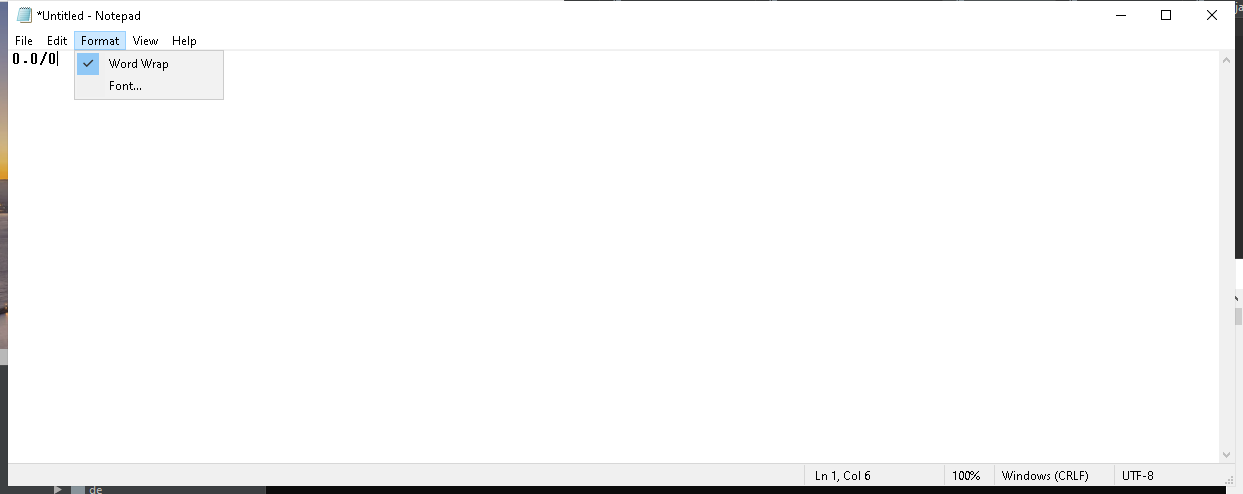 *Untitled - Notepad
File Edit Format View Help
0.0/0
Word Wrap
Font...
Ln 1, Col 6 100% Windows (CRLF) UTF-8
de